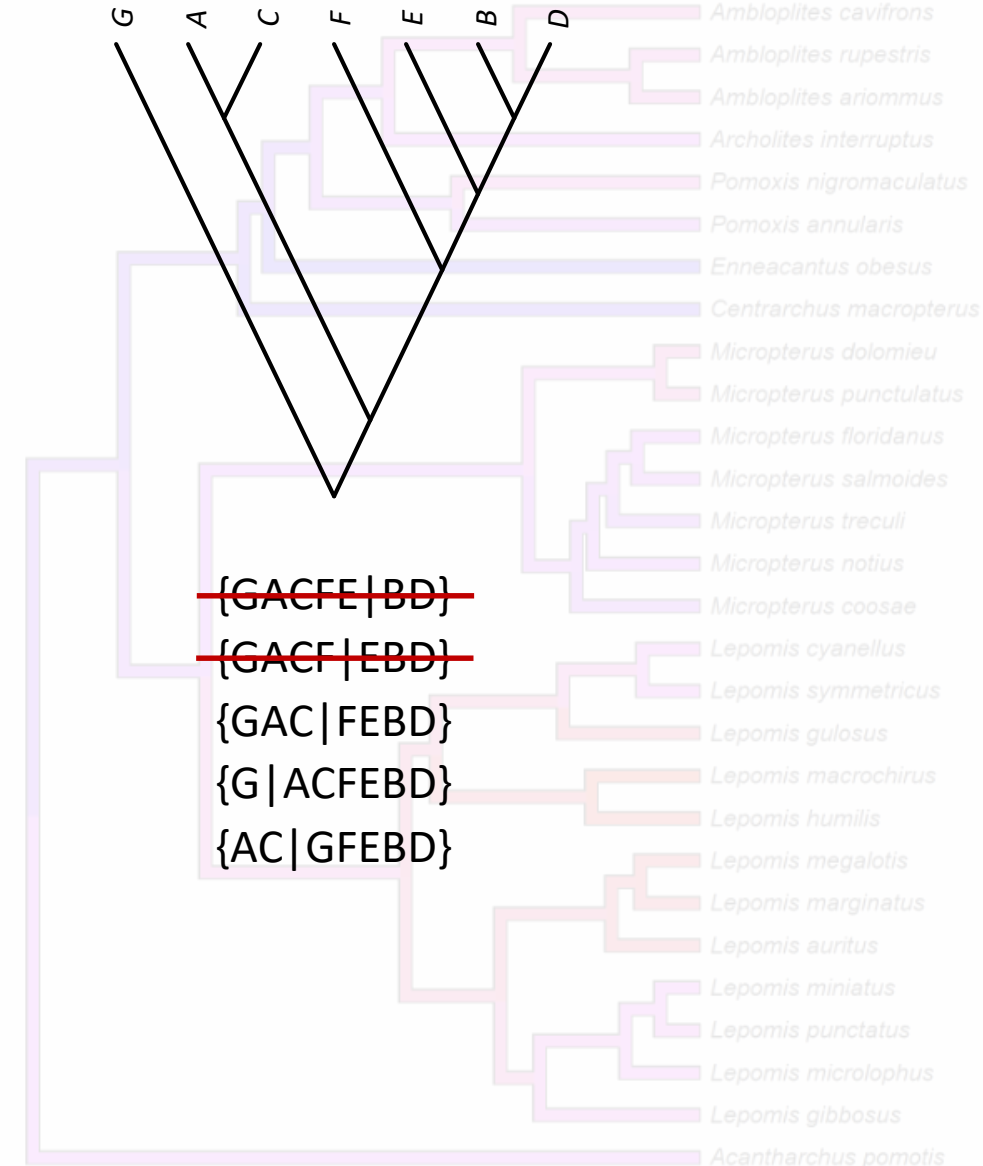 G A C F E B D
Ambloplites cavifrons
Ambloplites rupestris
Ambloplites ariommus
Archolites interruptus
Pomoxis nigromaculatus
Pomoxis annularis
Enneacantus obesus
Centrarchus macropterus
Micropterus dolomieu
Micropterus punctulatus
Micropterus floridanus
Micropterus salmoides
Micropterus treculi
Micropterus notius
Micropterus coosae
{GACFE|BD}
{GACF|EBD}
{GAC|FEBD}
{G|ACFEBD}
{AC|GFEBD}
Lepomis cyanellus
Lepomis symmetricus
Lepomis gulosus
Lepomis macrochirus
Lepomis humilis
Lepomis megalotis
Lepomis marginatus
Lepomis auritus
Lepomis miniatus
Lepomis punctatus
Lepomis microlophus
Lepomis gibbosus
Acantharchus pomotis